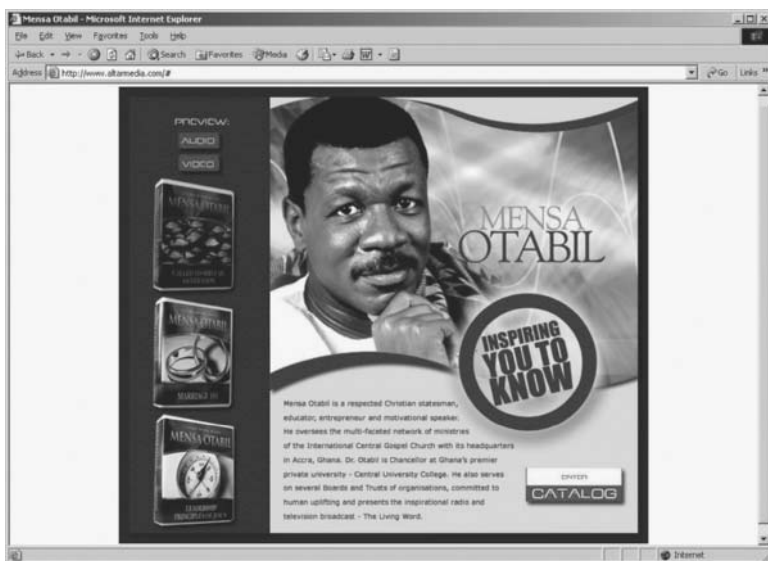 Mensa Otabil - Microsoft Internet Explorer
File Edit View Favorites Tools Help
Back Search Favorites Media
Address http://www.altarmedia.com/# Go Links »
PREVIEW:
AUDIO
VIDEO
MENSA OTABIL
MENSA OTABIL
MARRIAGE 101
MENSA OTABIL
LEADERSHIP
MENSA
OTABIL
INSPIRING
YOU TO
KNOW
Mensa Otabil is a respected Christian statesman,
educator, entrepreneur and motivational speaker.
He oversees the multi-faceted network of ministries
of the International Central Gospel Church with its headquarters
in Accra, Ghana. Dr. Otabil is Chancellor at Ghana's premier
private university - Central University College. He also serves
on several Boards and Trusts of organisations, committed to
human uplifting and presents the inspirational radio and
television broadcast - The Living Word.
ENTER
CATALOG
Internet